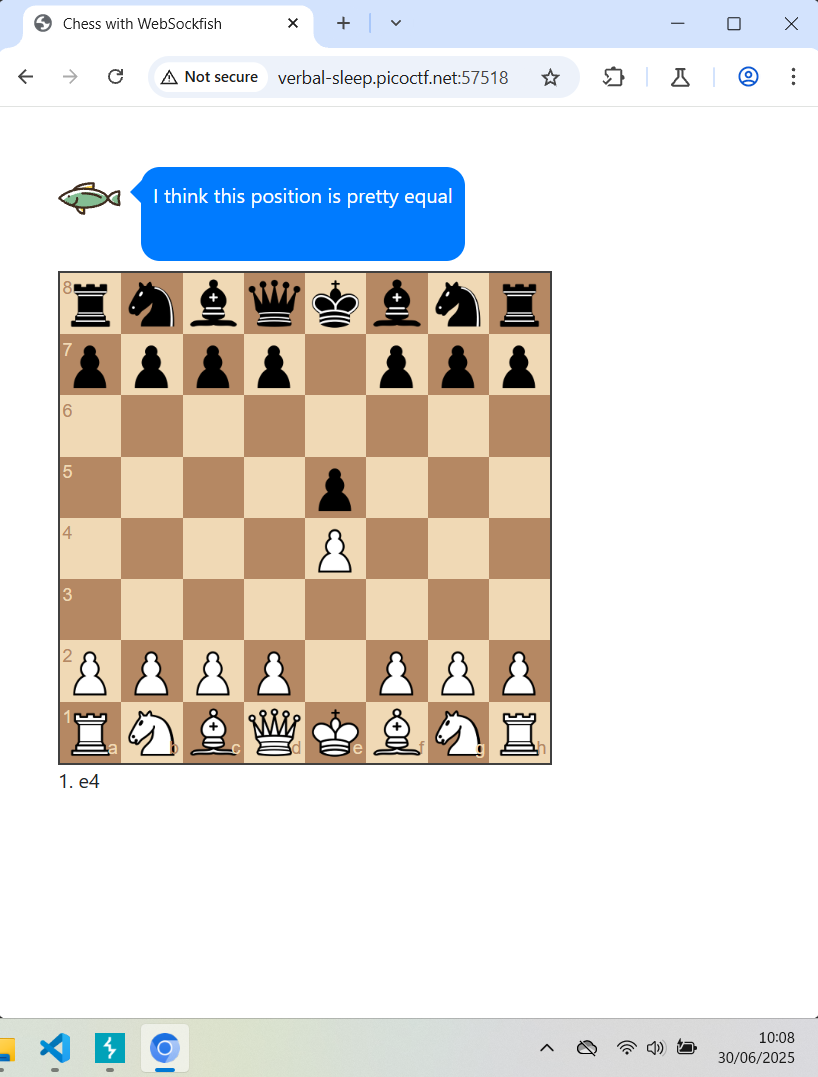 Chess with WebSockfish
Not secure
verbal-sleep.picoctf.net:57518
I think this position is pretty equal
8
7
6
5
4
3
2
1
a b c d e f g h
1. e4
10:08
30/06/2025